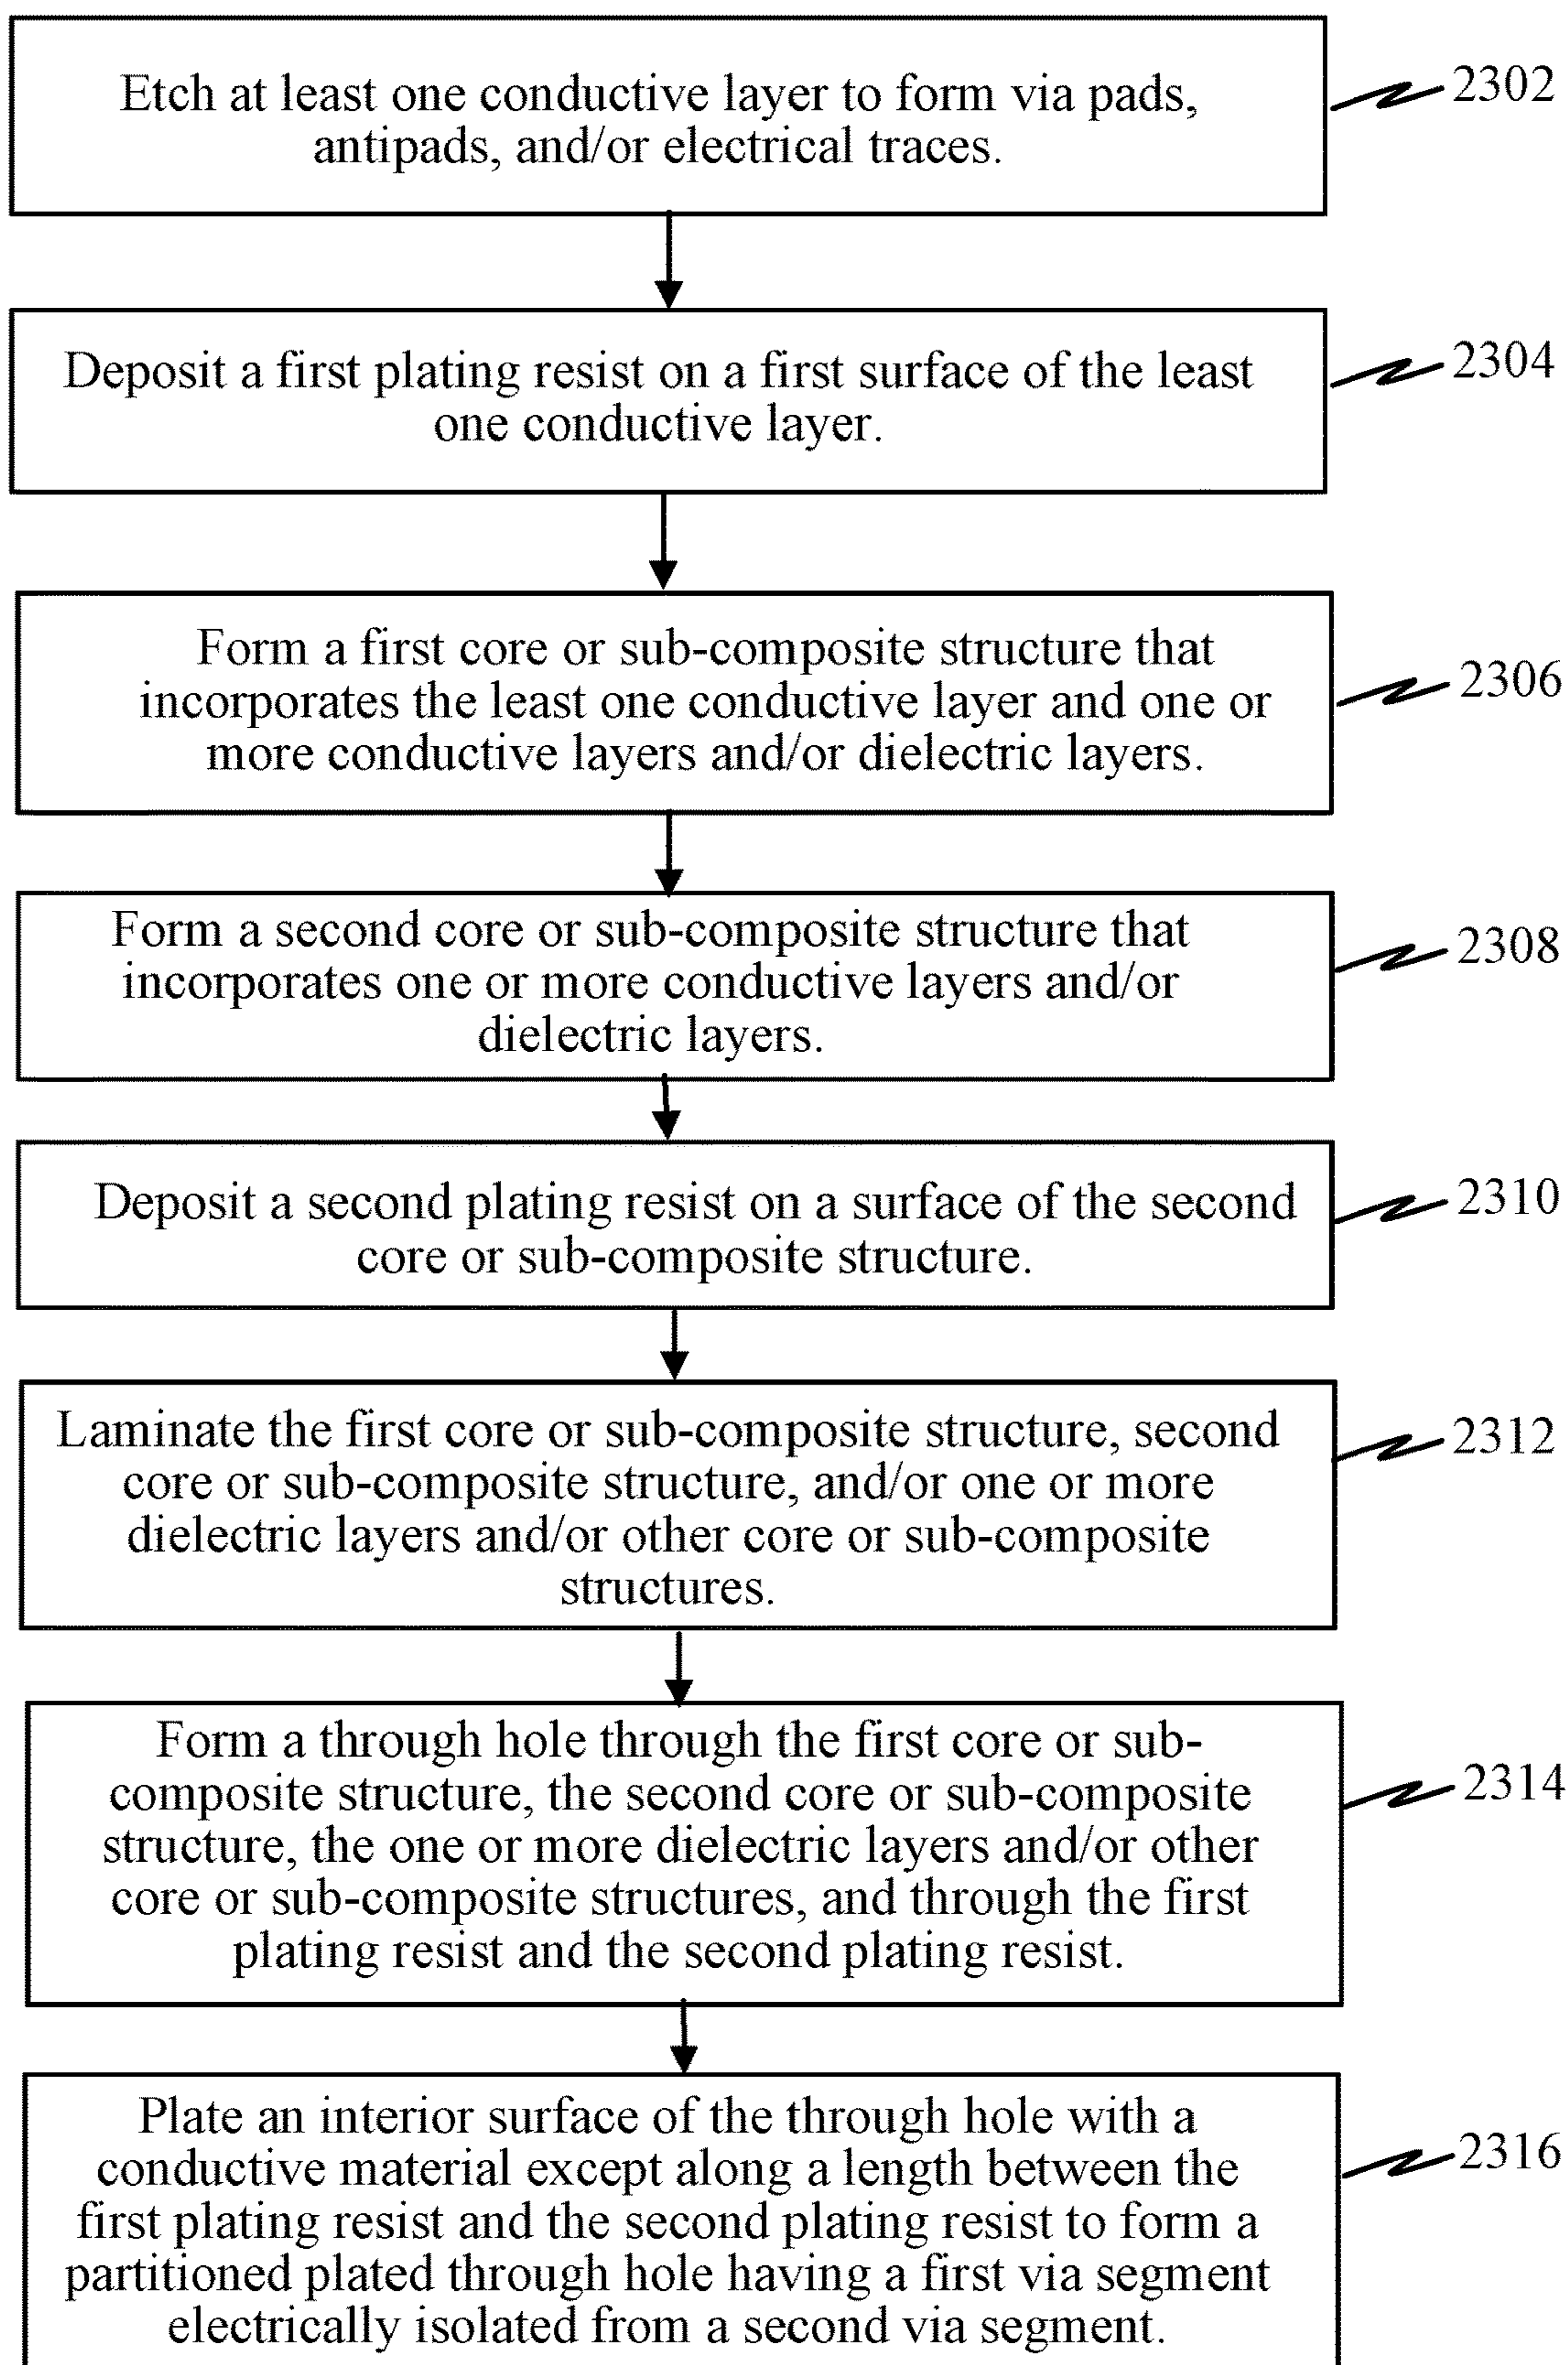 Etch at least one conductive layer to form via pads,
antipads, and/or electrical traces.
2302
Deposit a first plating resist on a first surface of the least
one conductive layer.
2304
Form a first core or sub-composite structure that
incorporates the least one conductive layer and one or
more conductive layers and/or dielectric layers.
2306
Form a second core or sub-composite structure that
incorporates one or more conductive layers and/or
dielectric layers.
2308
Deposit a second plating resist on a surface of the second
core or sub-composite structure.
2310
Laminate the first core or sub-composite structure, second
core or sub-composite structure, and/or one or more
dielectric layers and/or other core or sub-composite
structures.
2312
Form a through hole through the first core or sub-
composite structure, the second core or sub-composite
structure, the one or more dielectric layers and/or other
core or sub-composite structures, and through the first
plating resist and the second plating resist.
2314
Plate an interior surface of the through hole with a
conductive material except along a length between the
first plating resist and the second plating resist to form a
partitioned plated through hole having a first via segment
electrically isolated from a second via segment.
2316